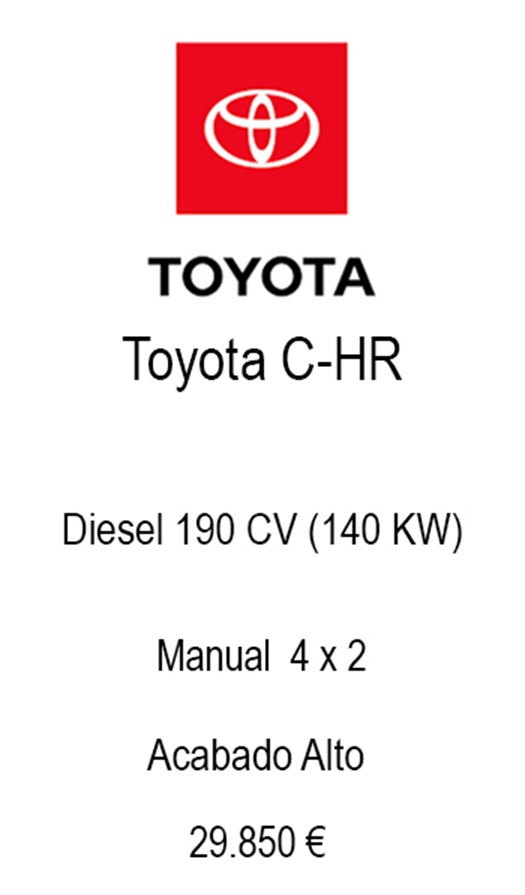 TOYOTA
Toyota C-HR
Diesel 190 CV (140 KW)
Manual 4 x 2
Acabado Alto
29.850 €